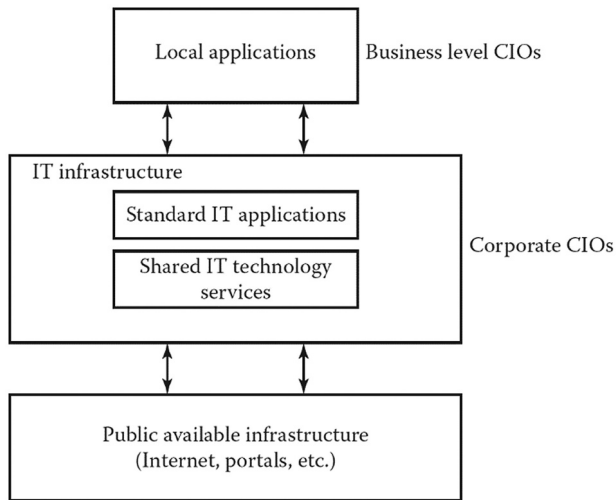 Local applications
Business level CIOs
IT infrastructure
Standard IT applications
Shared IT technology
services
Corporate CIOs
Public available infrastructure
(Internet, portals, etc.)